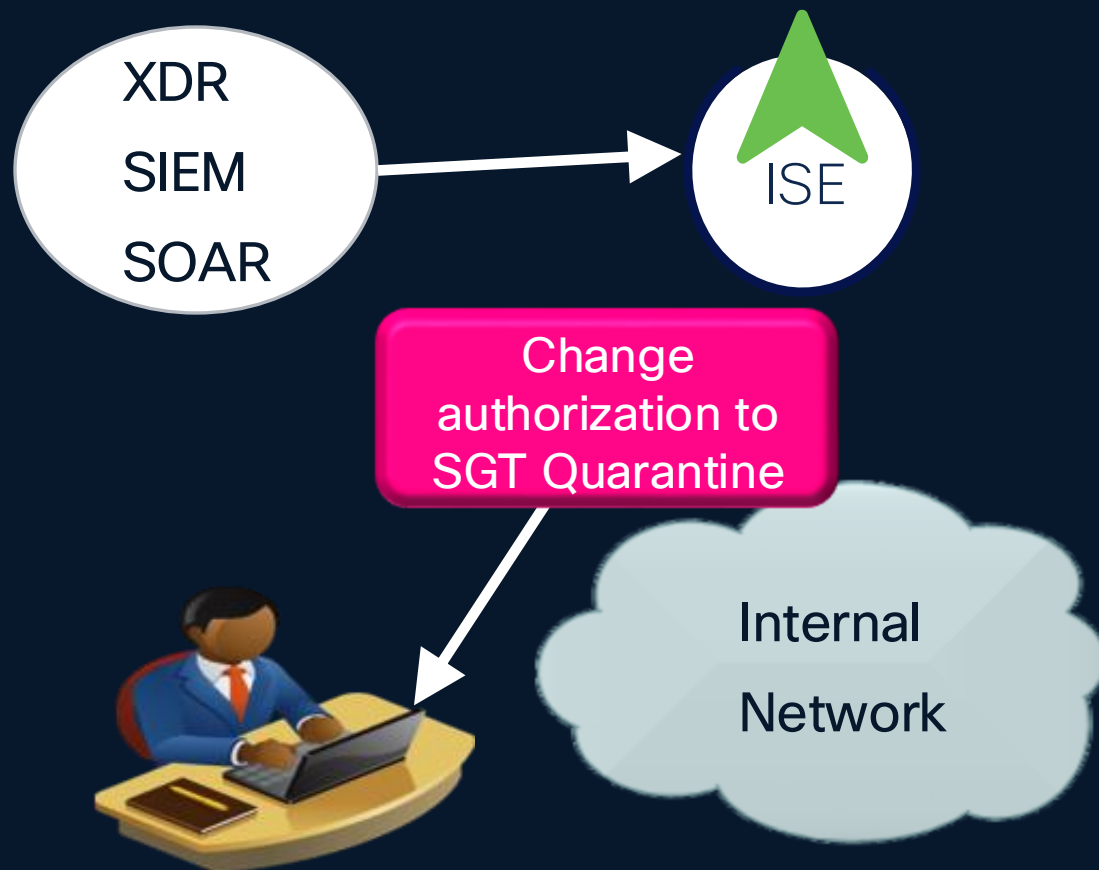 XDR
SIEM
SOAR
ISE
Change
authorization to
SGT Quarantine
Internal
Network